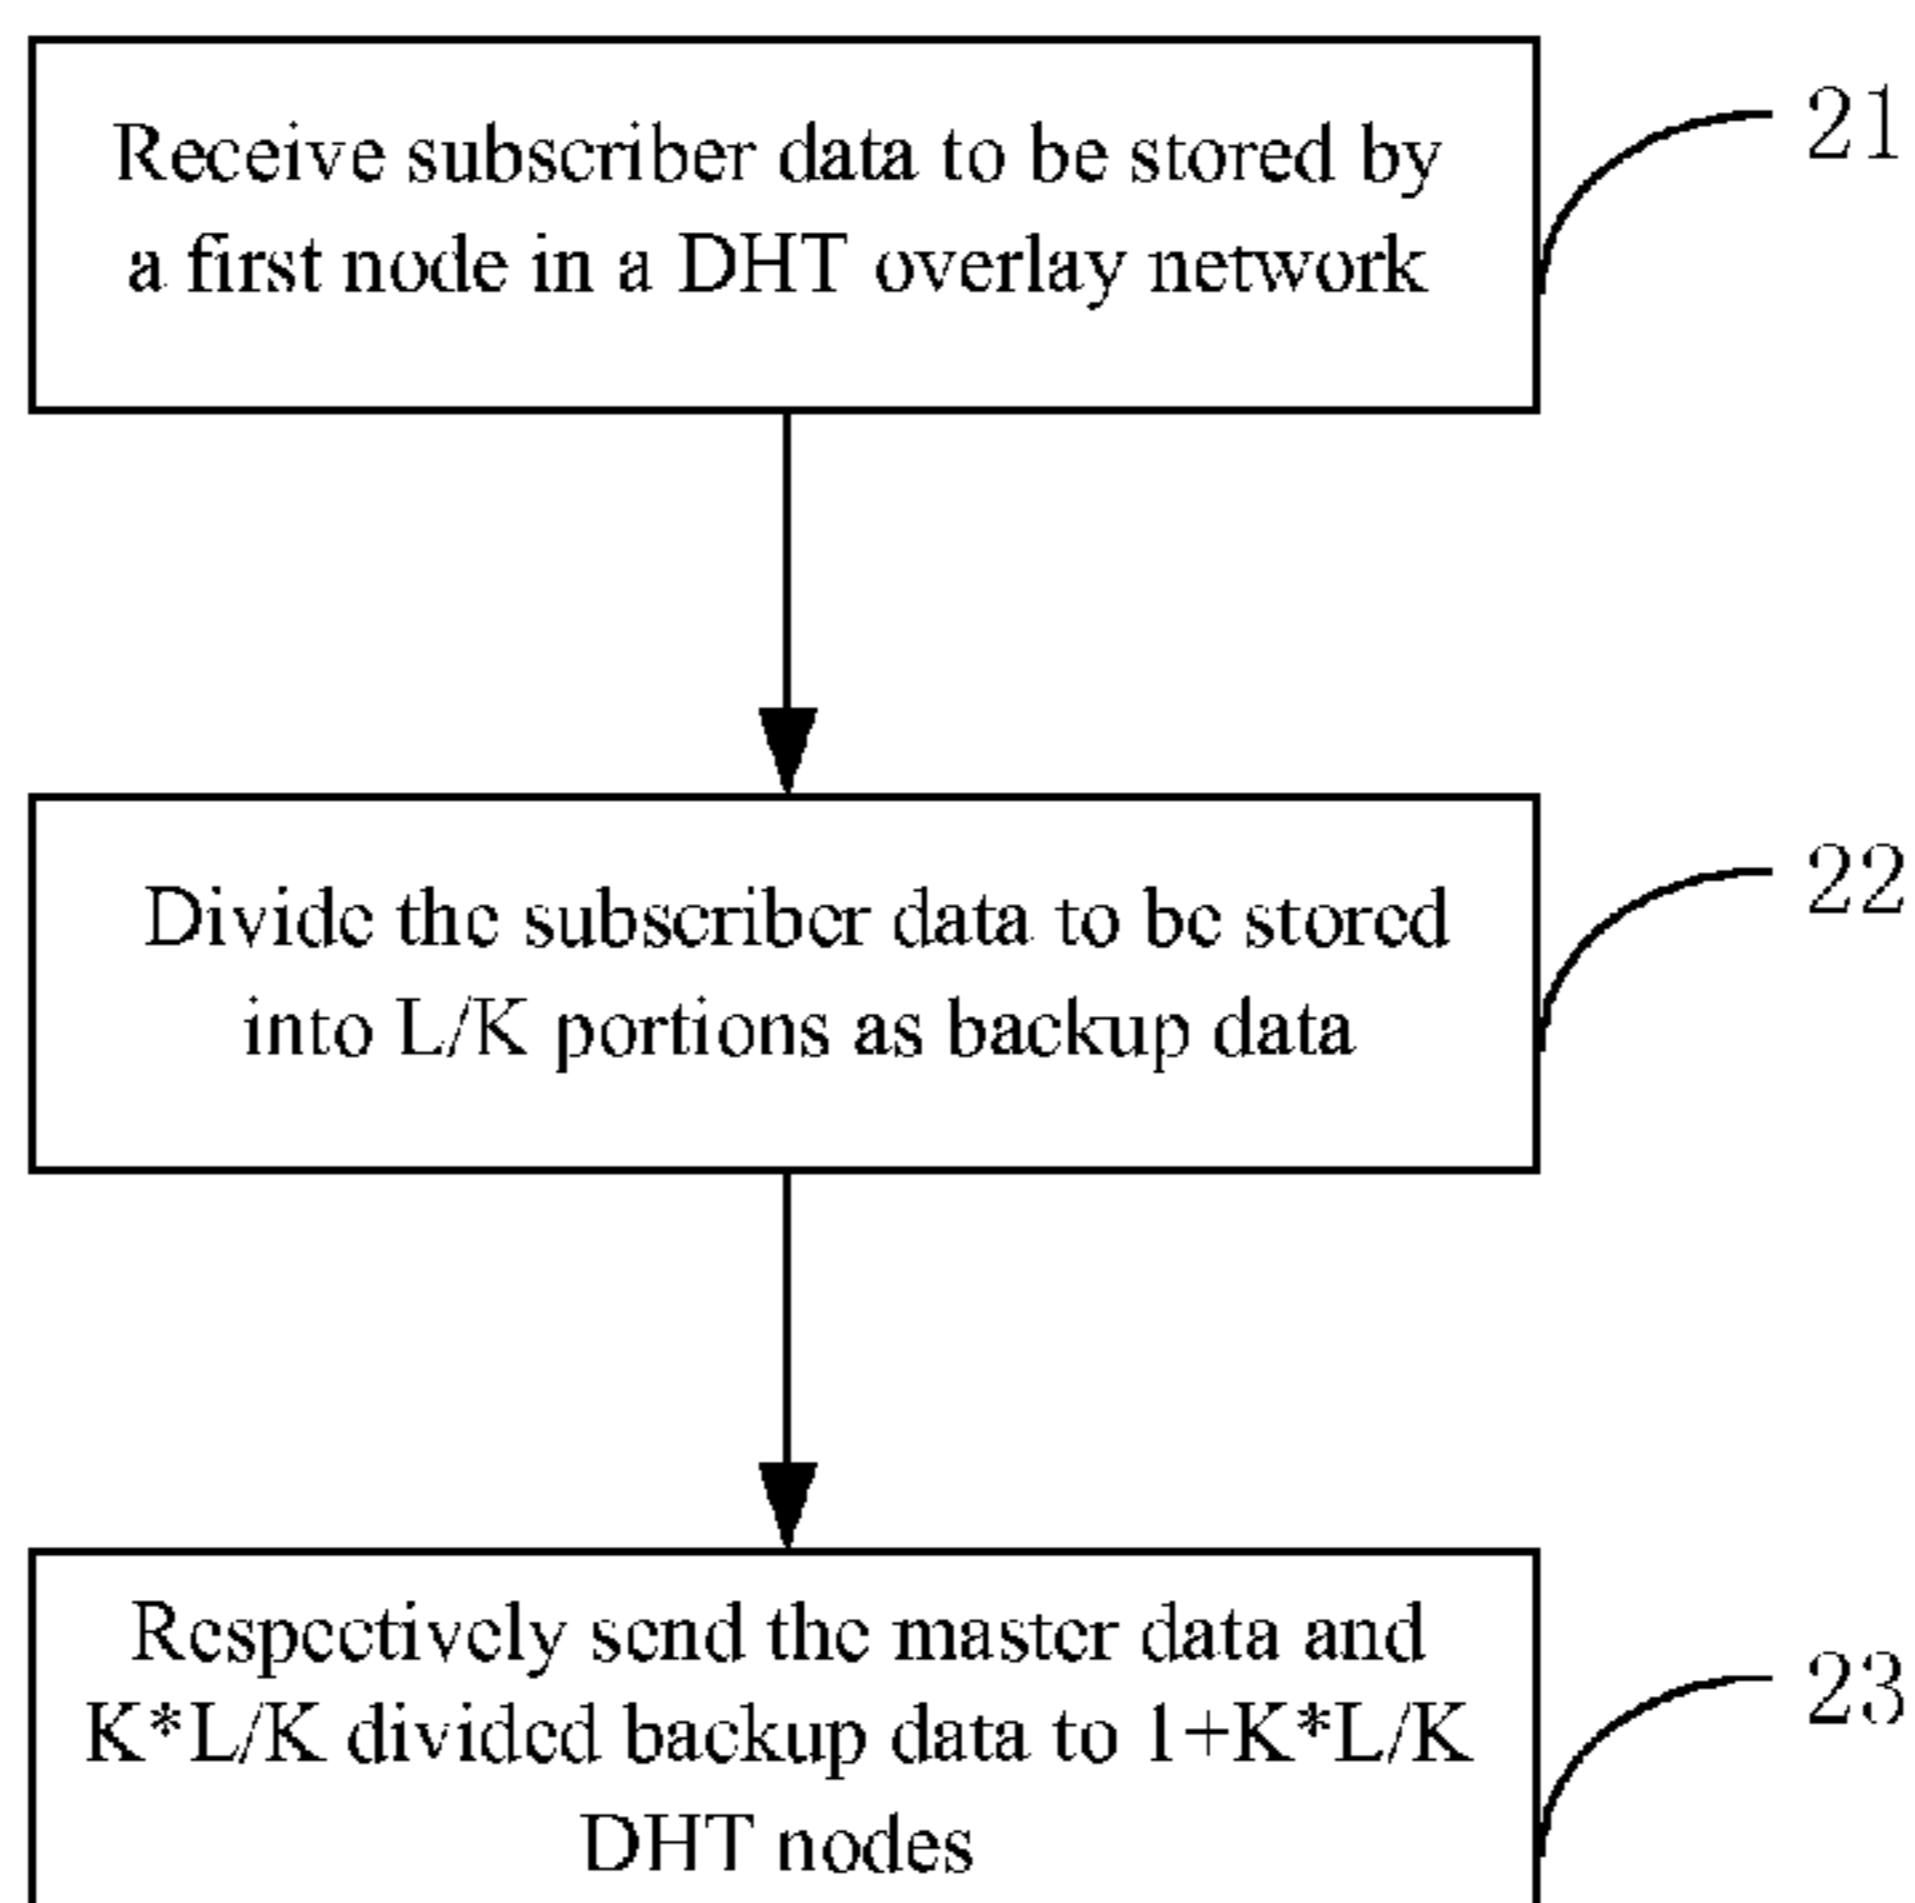 Receive subscriber data to be stored by
a first node in a DHT overlay network
21
Divide the subscriber data to be stored
into L/K portions as backup data
22
Respectively send the master data and
K*L/K divided backup data to 1+K*L/K
DHT nodes
23